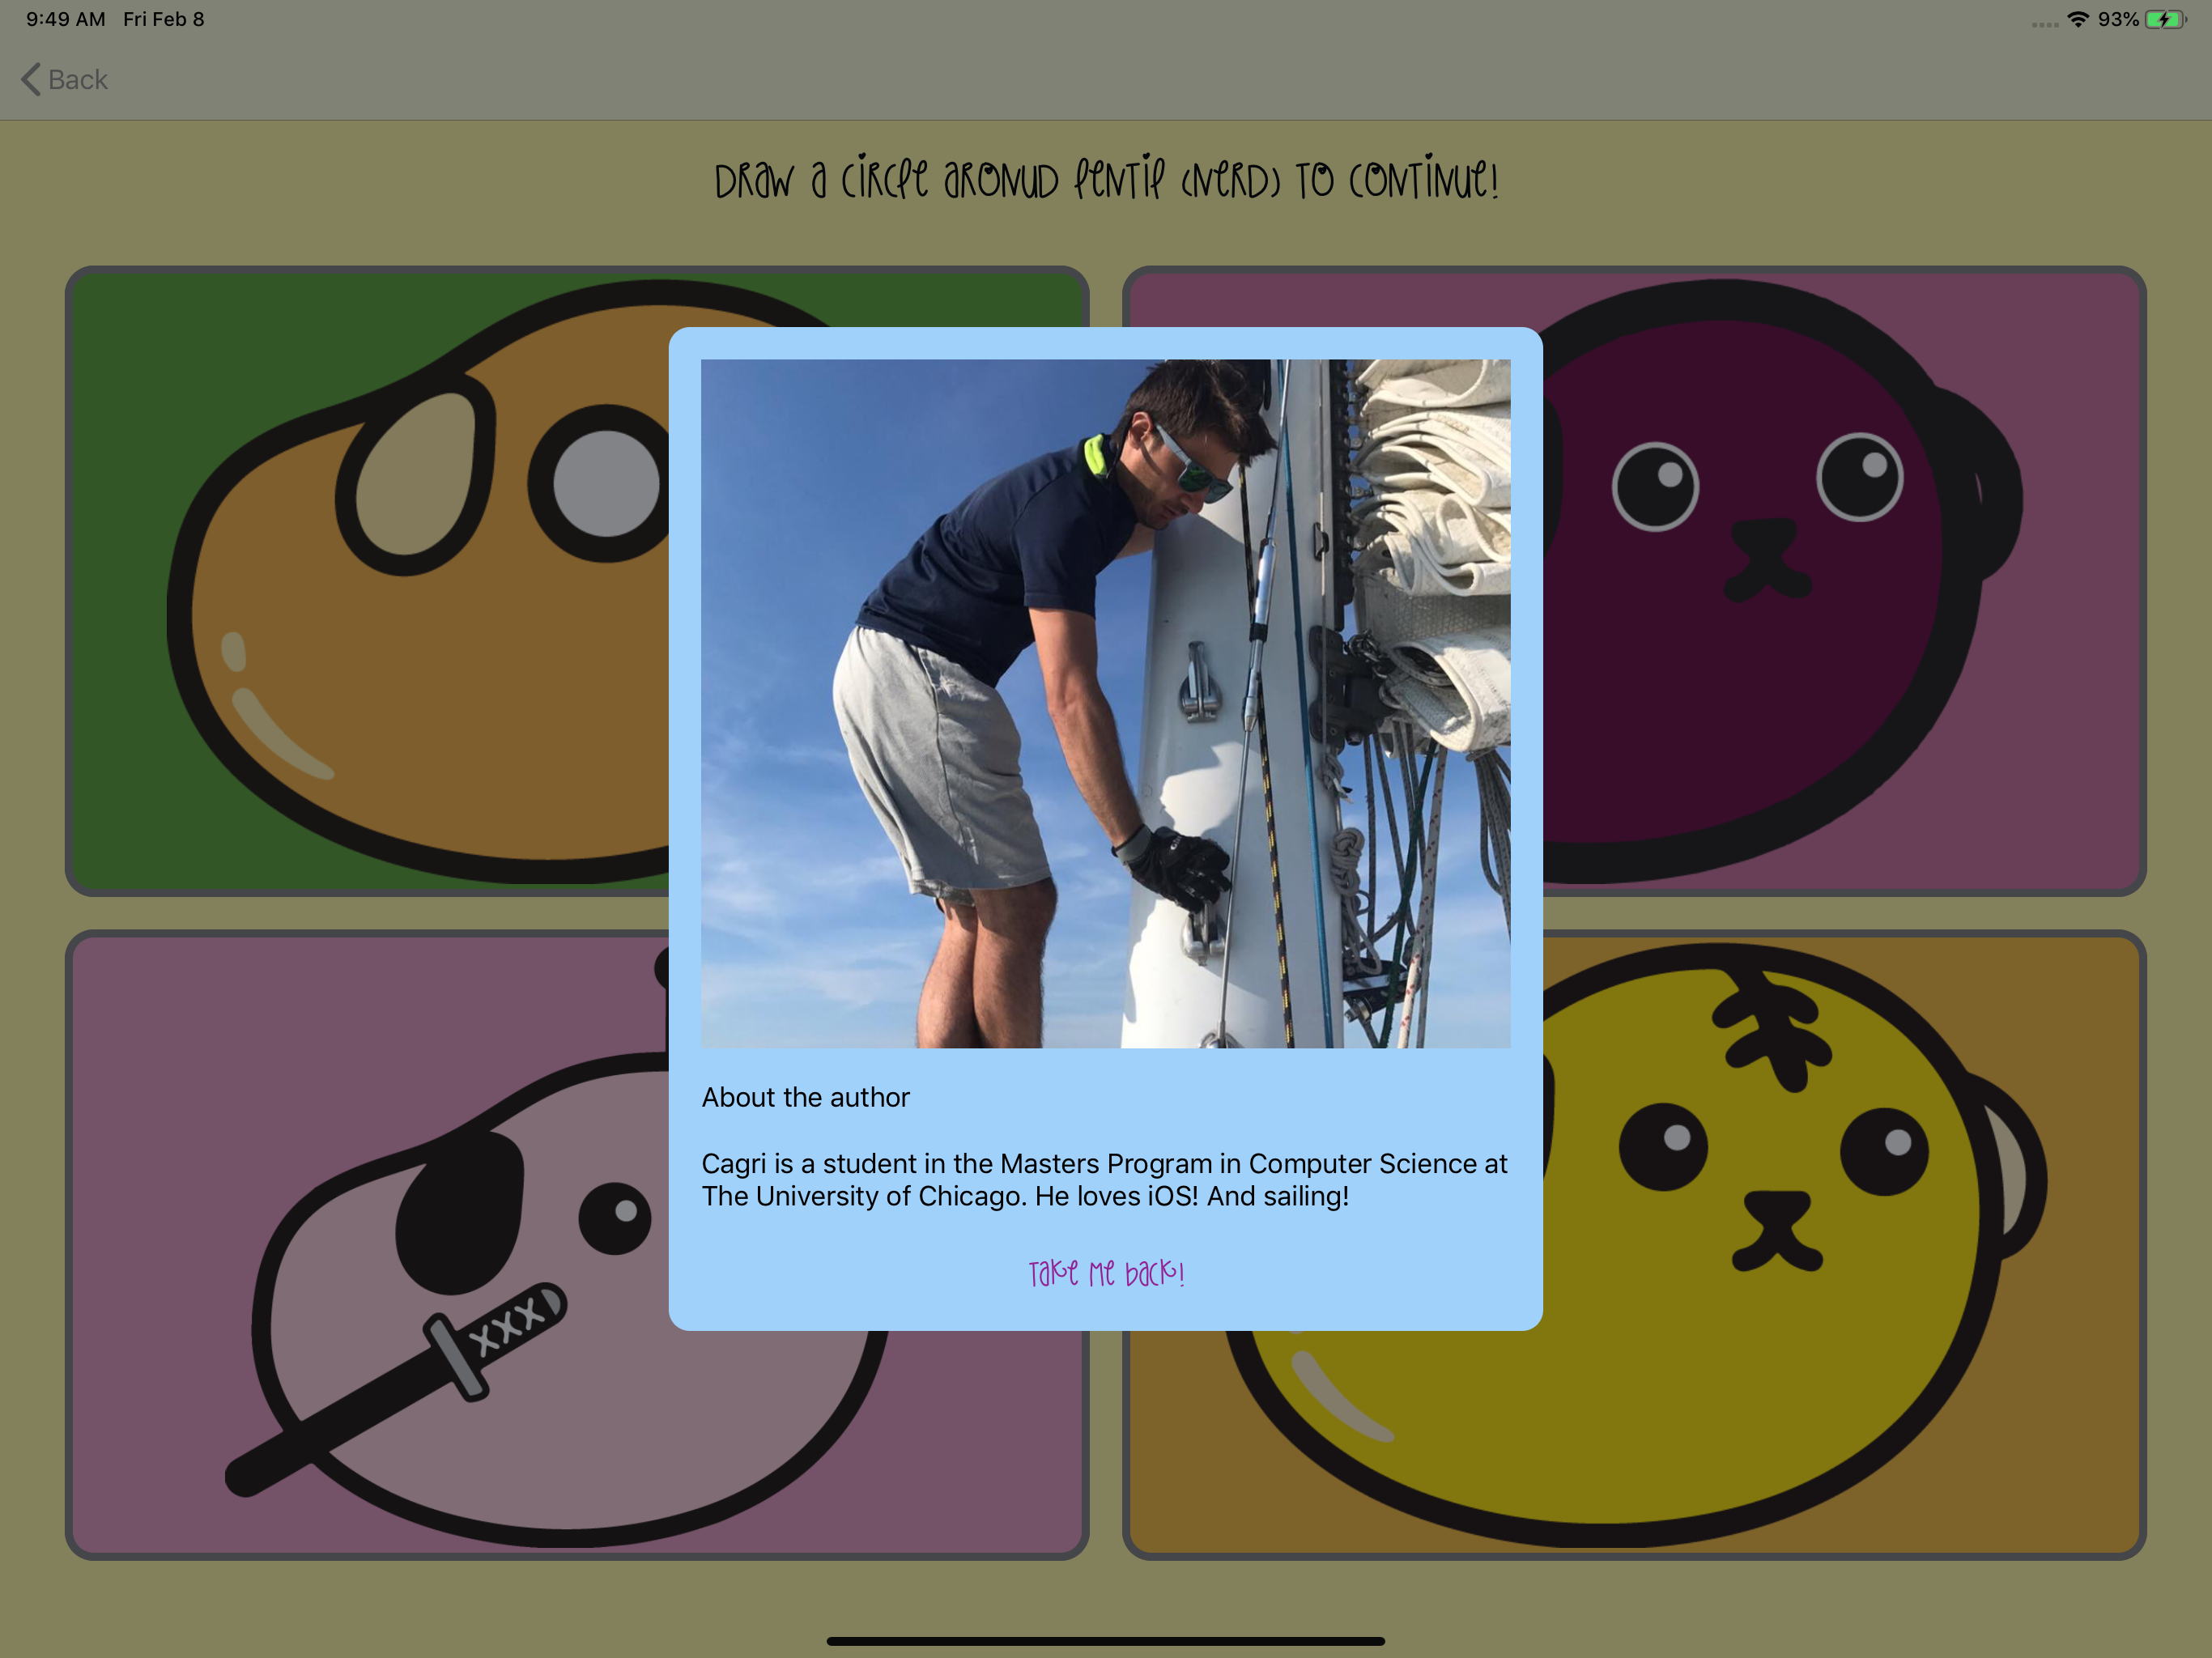 9:49 AM Fri Feb 8
93%
Back
Draw a circle aronud lentil (nerd) to continue!
About the author
Cagri is a student in the Masters Program in Computer Science at
The University of Chicago. He loves iOS! And sailing!
Take me back!
XXX